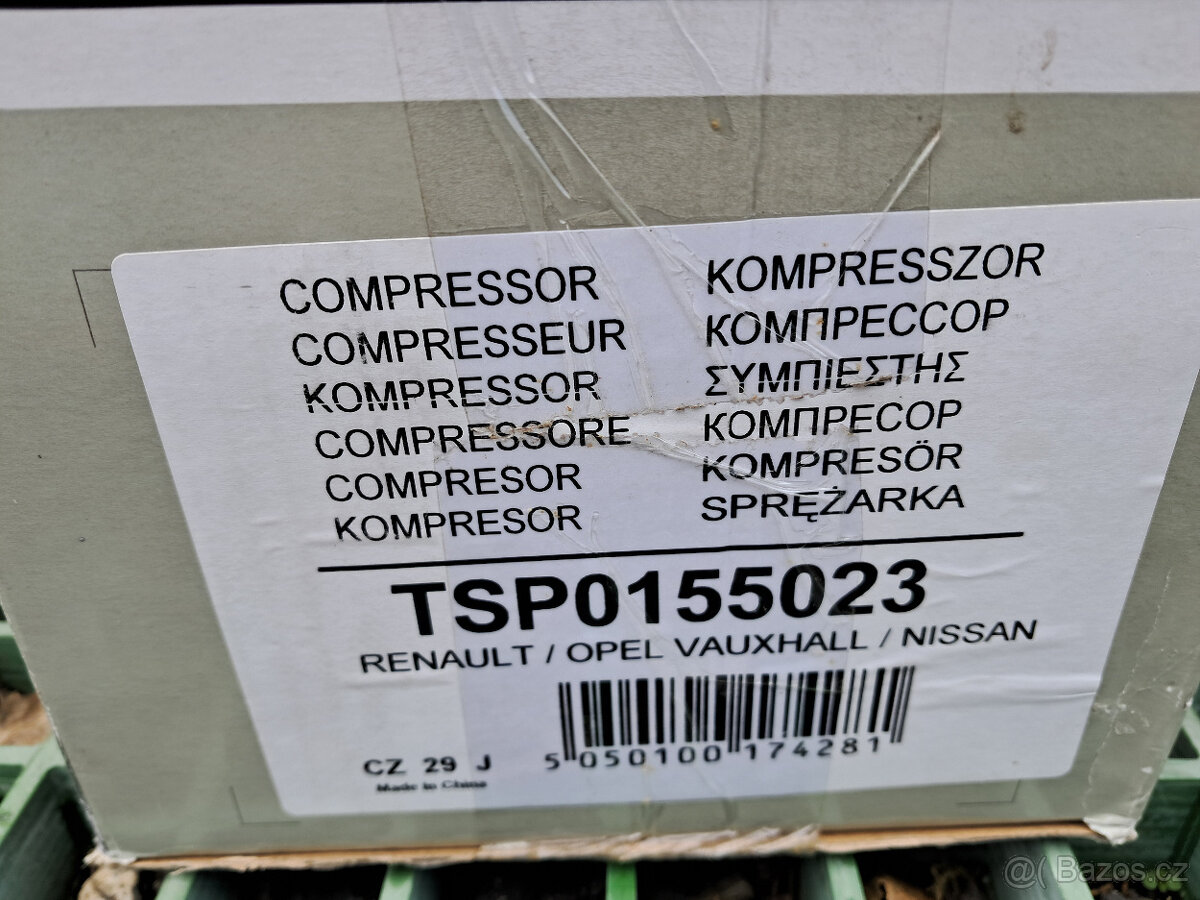 COMPRESSOR
COMPRESSEUR
KOMPRESSOR
COMPRESSORE
COMPRESOR
KOMPRESOR
KOMPRESSZOR
КОМПРЕССОР
ΣΥΜΠΙΕΣΤΗΣ
КОМПРЕСОР
KOMPRESÖR
SPRĘŻARKA
TSP0155023
RENAULT / OPEL VAUXHALL / NISSAN
5 050100 174281
CZ 29 J
Made in China
@( Bazos.cz